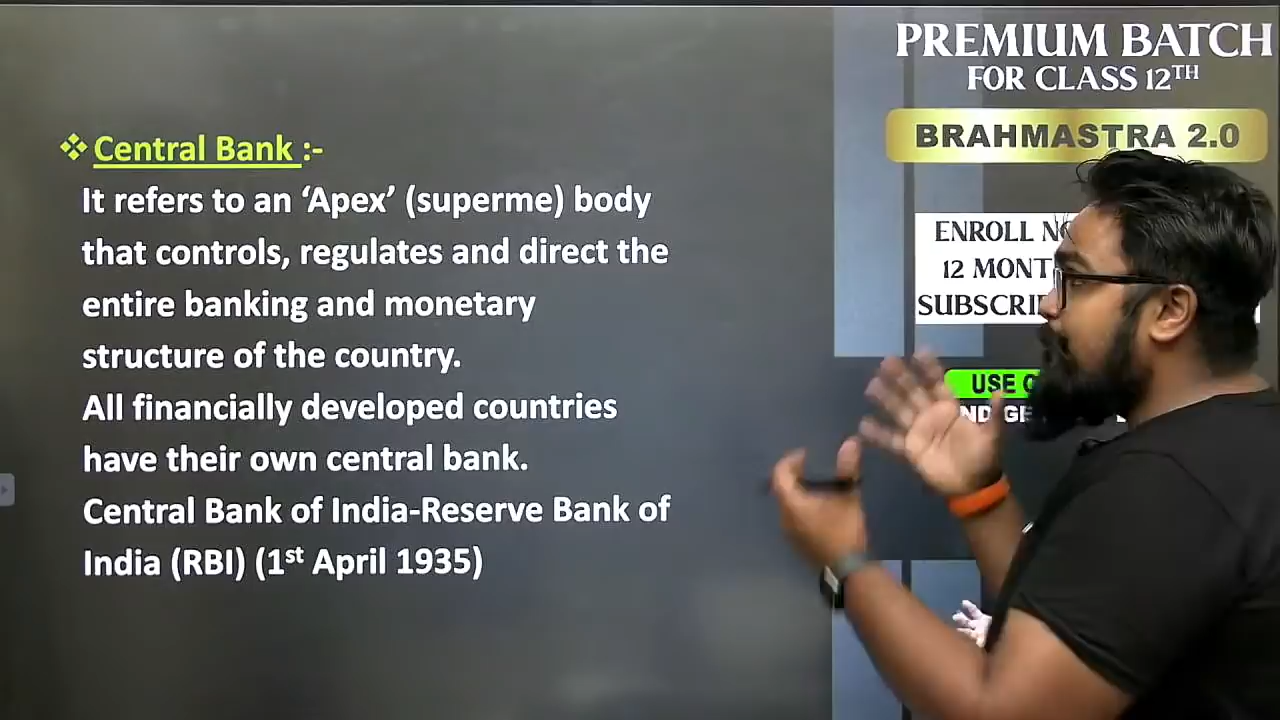 ❖ Central Bank :-
It refers to an ‘Apex’ (superme) body
that controls, regulates and direct the
entire banking and monetary
structure of the country.
All financially developed countries
have their own central bank.
Central Bank of India-Reserve Bank of
India (RBI) (1st April 1935)
PREMIUM BATCH
FOR CLASS 12TH
BRAHMASTRA 2.0
ENROLL
12
USE